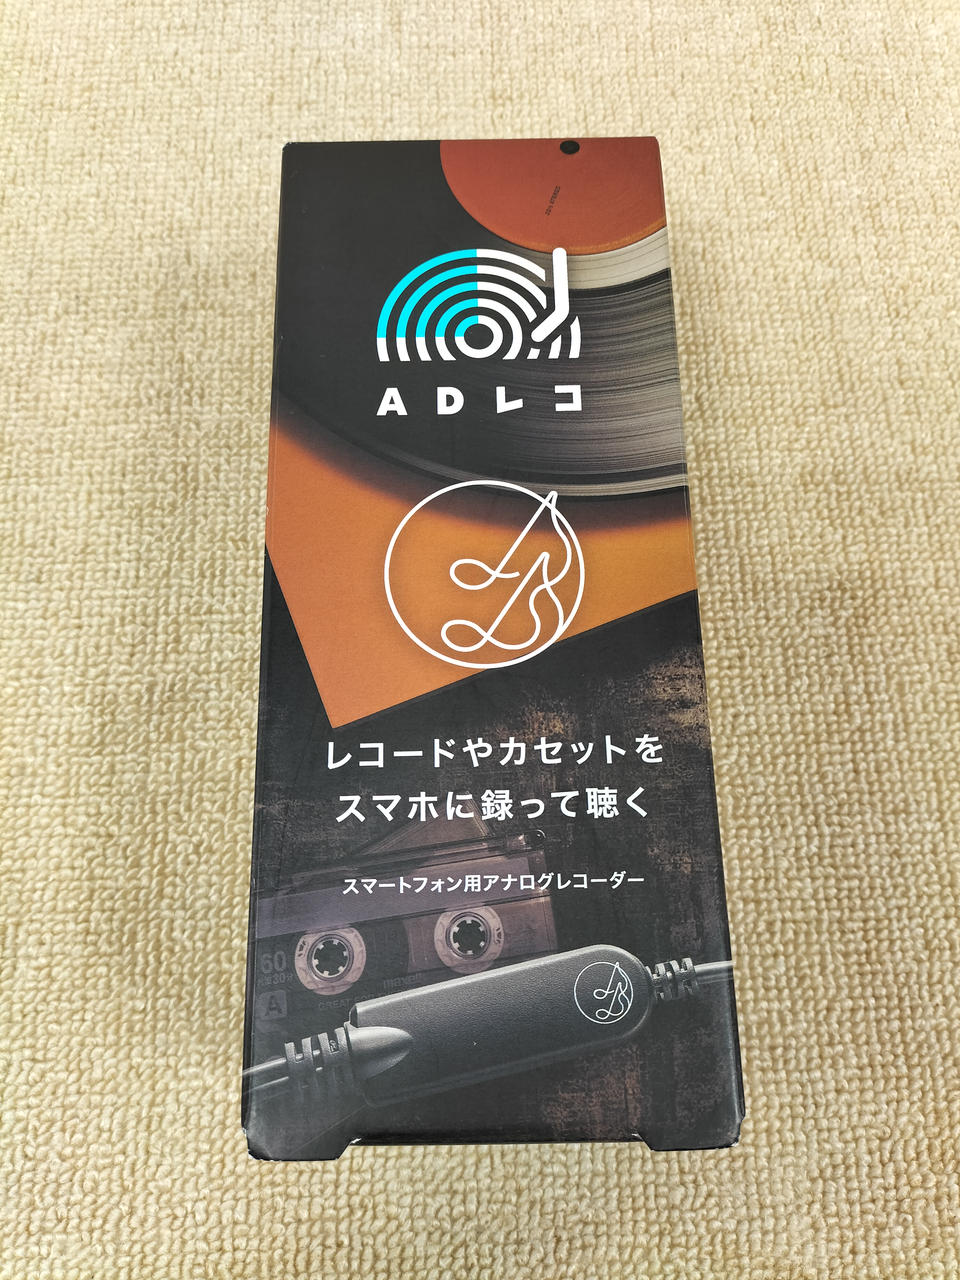 ADレコ
レコードやカセットを
スマホに録って聴く
スマートフォン用アナログレコーダー
60
A
maxell